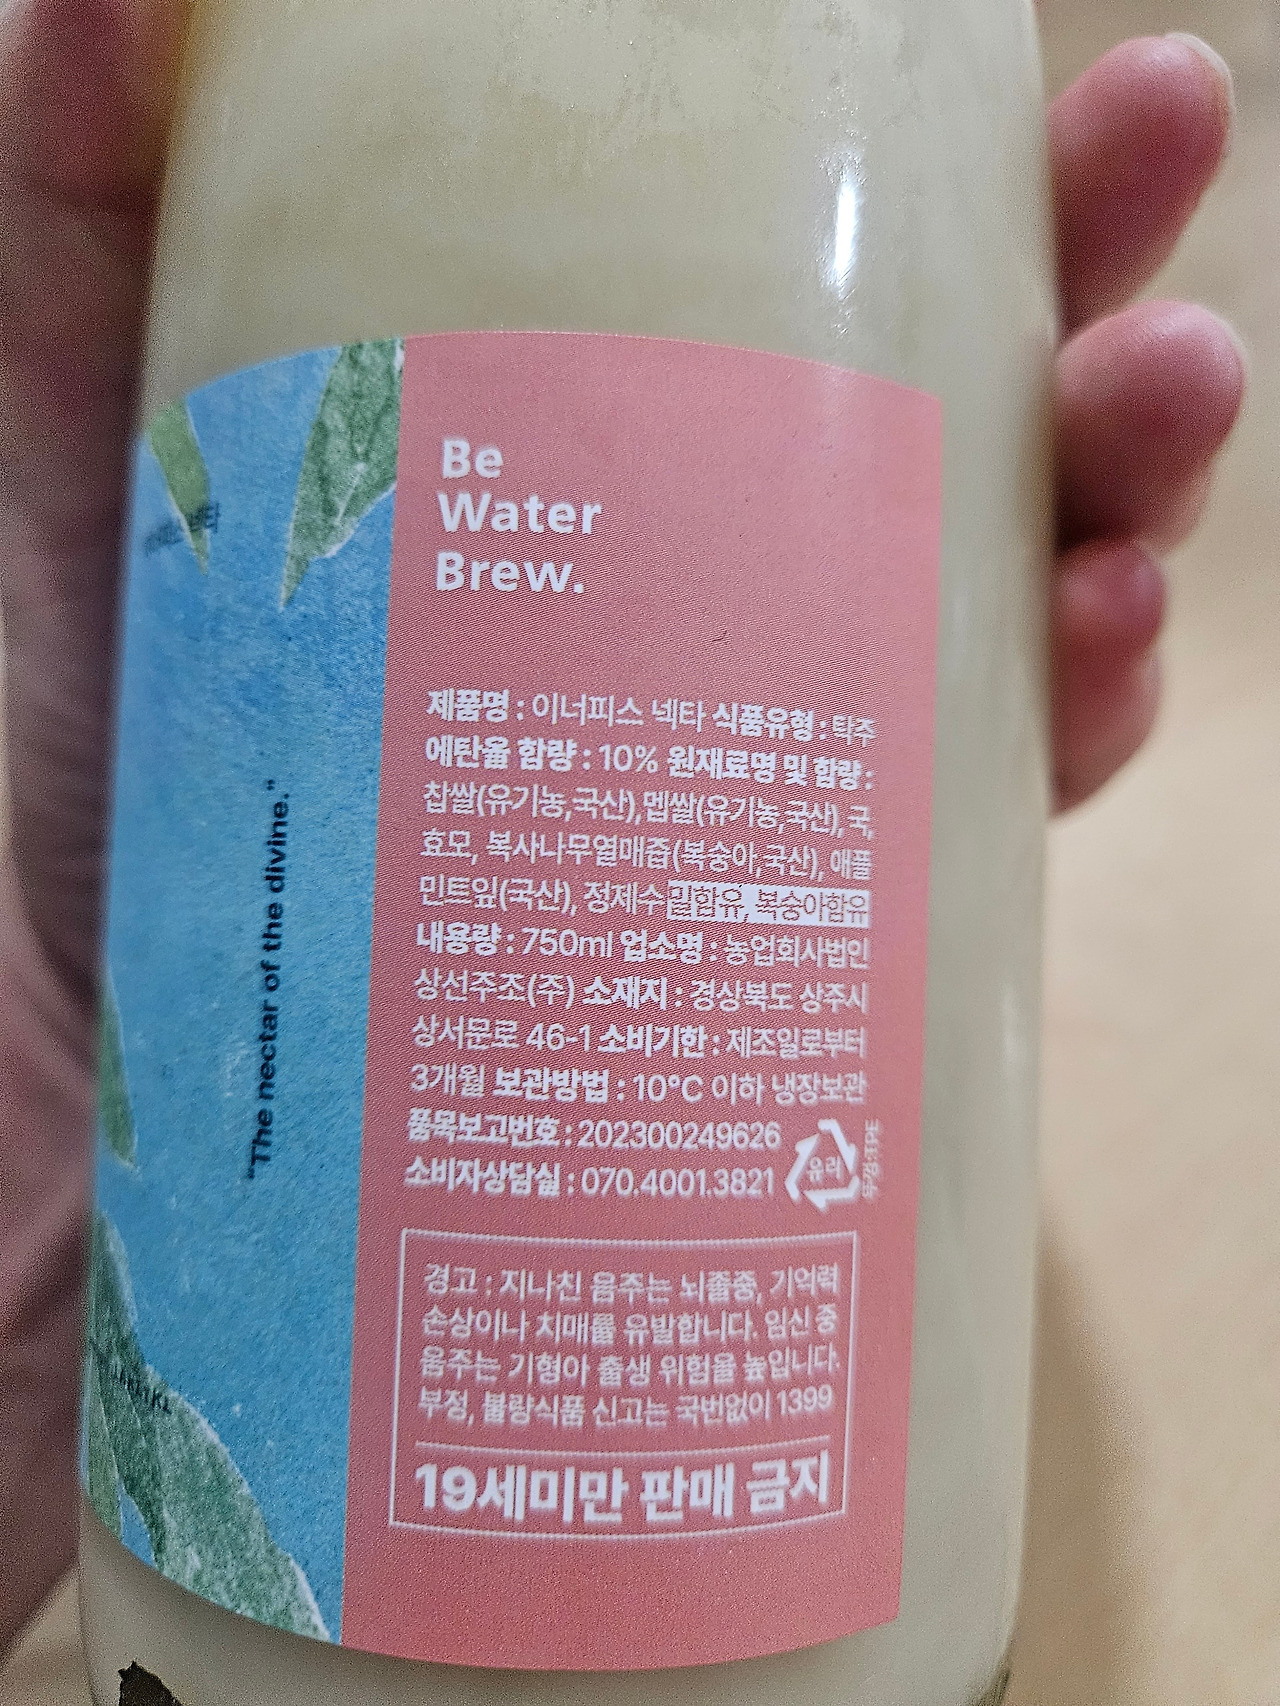 Be
Water
Brew.
제품명 : 이너피스 넥타 식품유형 : 탁주
에탄올 함량 : 10% 원재료명 및 함량 :
찹쌀(유기농,국산),멥쌀(유기농,국산), 국,
효모, 복사나무열매즙(복숭아,국산), 애플
민트잎(국산), 정제수 밀함유, 복숭아함유
내용량 : 750ml 업소명 : 농업회사법인
상선주조(주) 소재지 : 경상북도 상주시
상서문로 46-1 소비기한 : 제조일로부터
3개월 보관방법 : 10°C 이하 냉장보관
품목보고번호 : 202300249626
소비자상담실 : 070.4001.3821
유리
뚜껑:TPE
경고 : 지나친 음주는 뇌졸중, 기억력
손상이나 치매를 유발합니다. 임신 중
음주는 기형아 출생 위험을 높입니다.
부정, 불량식품 신고는 국번없이 1399
19세미만 판매 금지
“The nectar of the divine.”